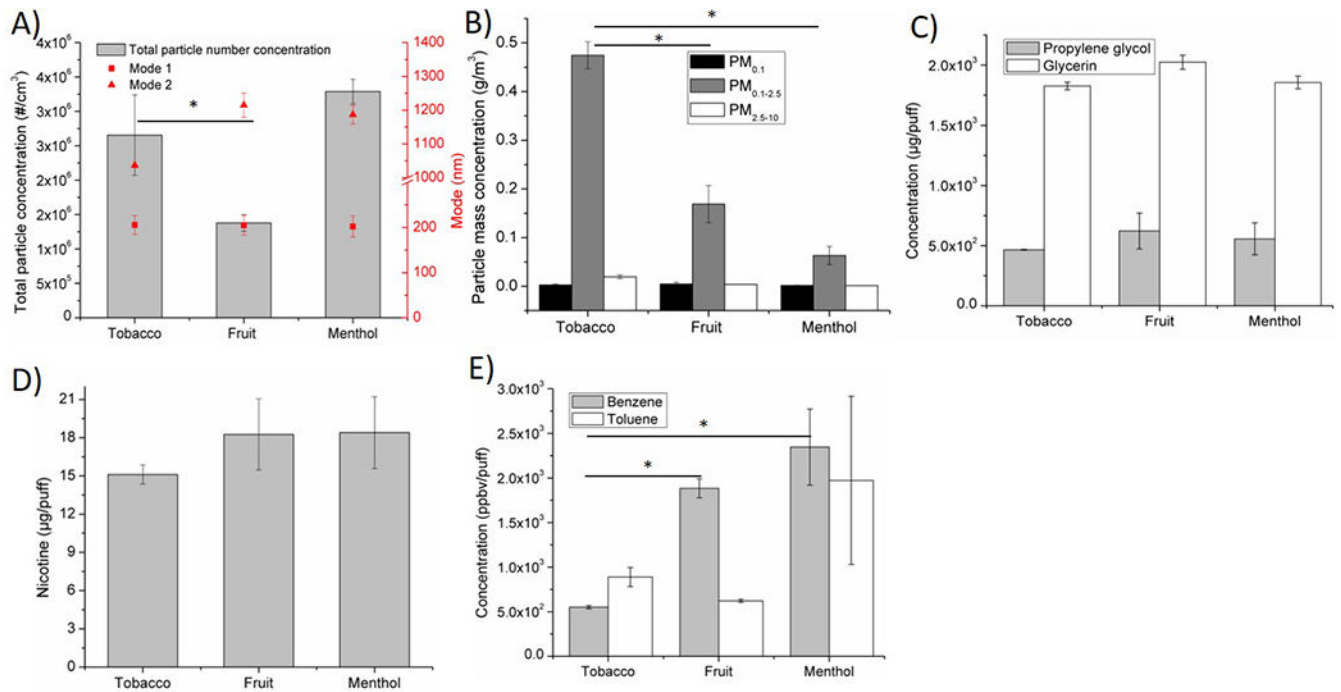 A)
Total particle number concentration
Mode 1
Mode 2
*
4x10⁶
3x10⁶
3x10⁶
2x10⁶
2x10⁶
1x10⁶
1x10⁶
5x10⁵
0
Total particle concentration (#/cm³)
1400
1300
1200
1100
1000
300
200
100
0
Mode (nm)
Tobacco Fruit Menthol
B)
*
*
PM0.1
PM0.1-2.5
PM2.5-10
0.5
0.4
0.3
0.2
0.1
0.0
Particle mass concentration (g/m³)
Tobacco Fruit Menthol
C)
Propylene glycol
Glycerin
2.0x10³
1.5x10³
1.0x10³
5.0x10²
0.0
Concentration (µg/puff)
Tobacco Fruit Menthol
D)
21
18
15
12
9
6
3
0
Nicotine (µg/puff)
Tobacco Fruit Menthol
E)
Benzene
Toluene
*
*
3.0x10³
2.5x10³
2.0x10³
1.5x10³
1.0x10³
5.0x10²
0.0
Concentration (ppbv/puff)
Tobacco Fruit Menthol